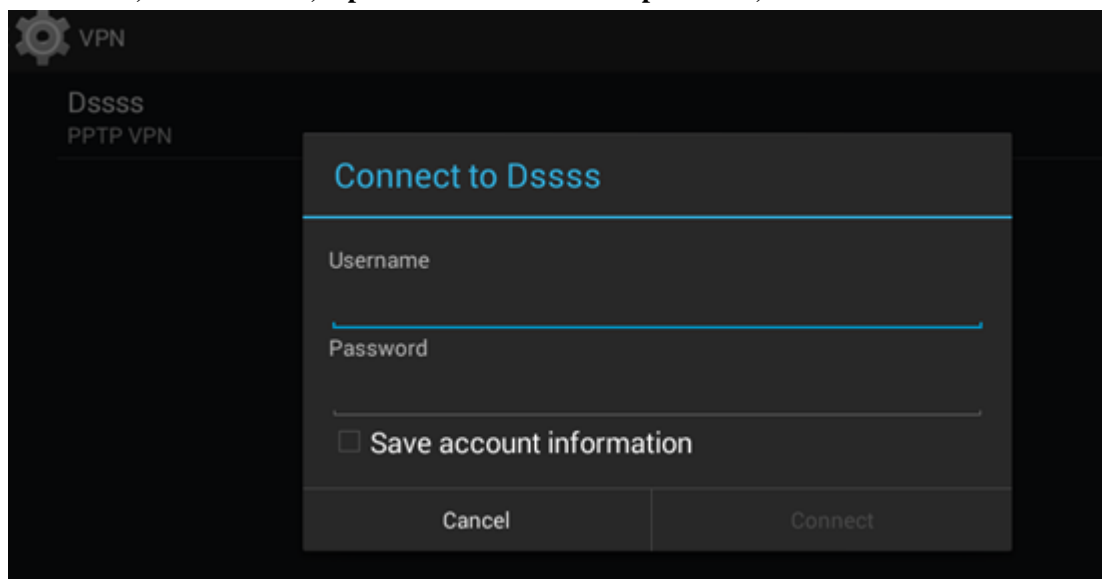 VPN
Dssss
PPTP VPN
Connect to Dssss
Username
Password
Save account information
Cancel
Connect